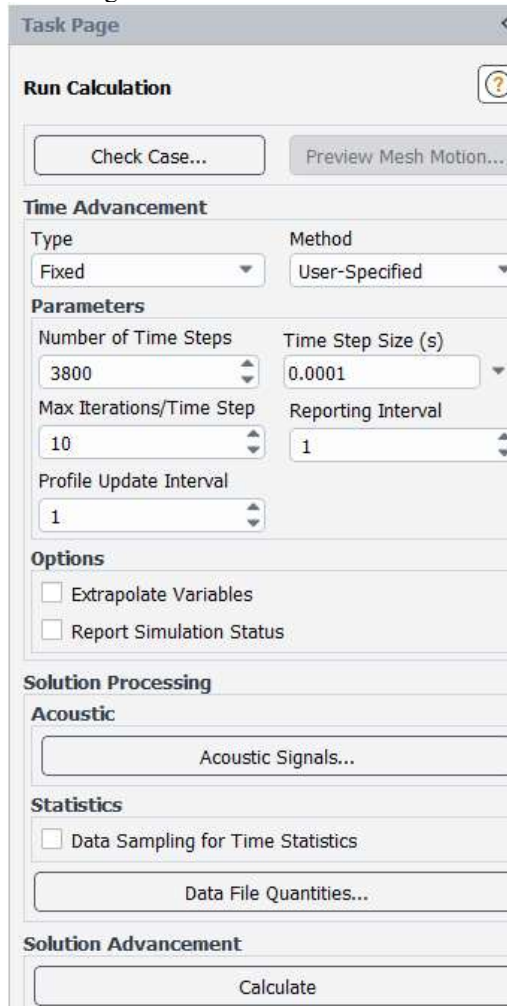 Task Page
Run Calculation
Check Case... Preview Mesh Motion...
Time Advancement
Type Method
Fixed User-Specified
Parameters
Number of Time Steps Time Step Size (s)
3800 0.0001
Max Iterations/Time Step Reporting Interval
10 1
Profile Update Interval
1
Options
Extrapolate Variables
Report Simulation Status
Solution Processing
Acoustic
Acoustic Signals...
Statistics
Data Sampling for Time Statistics
Data File Quantities...
Solution Advancement
Calculate